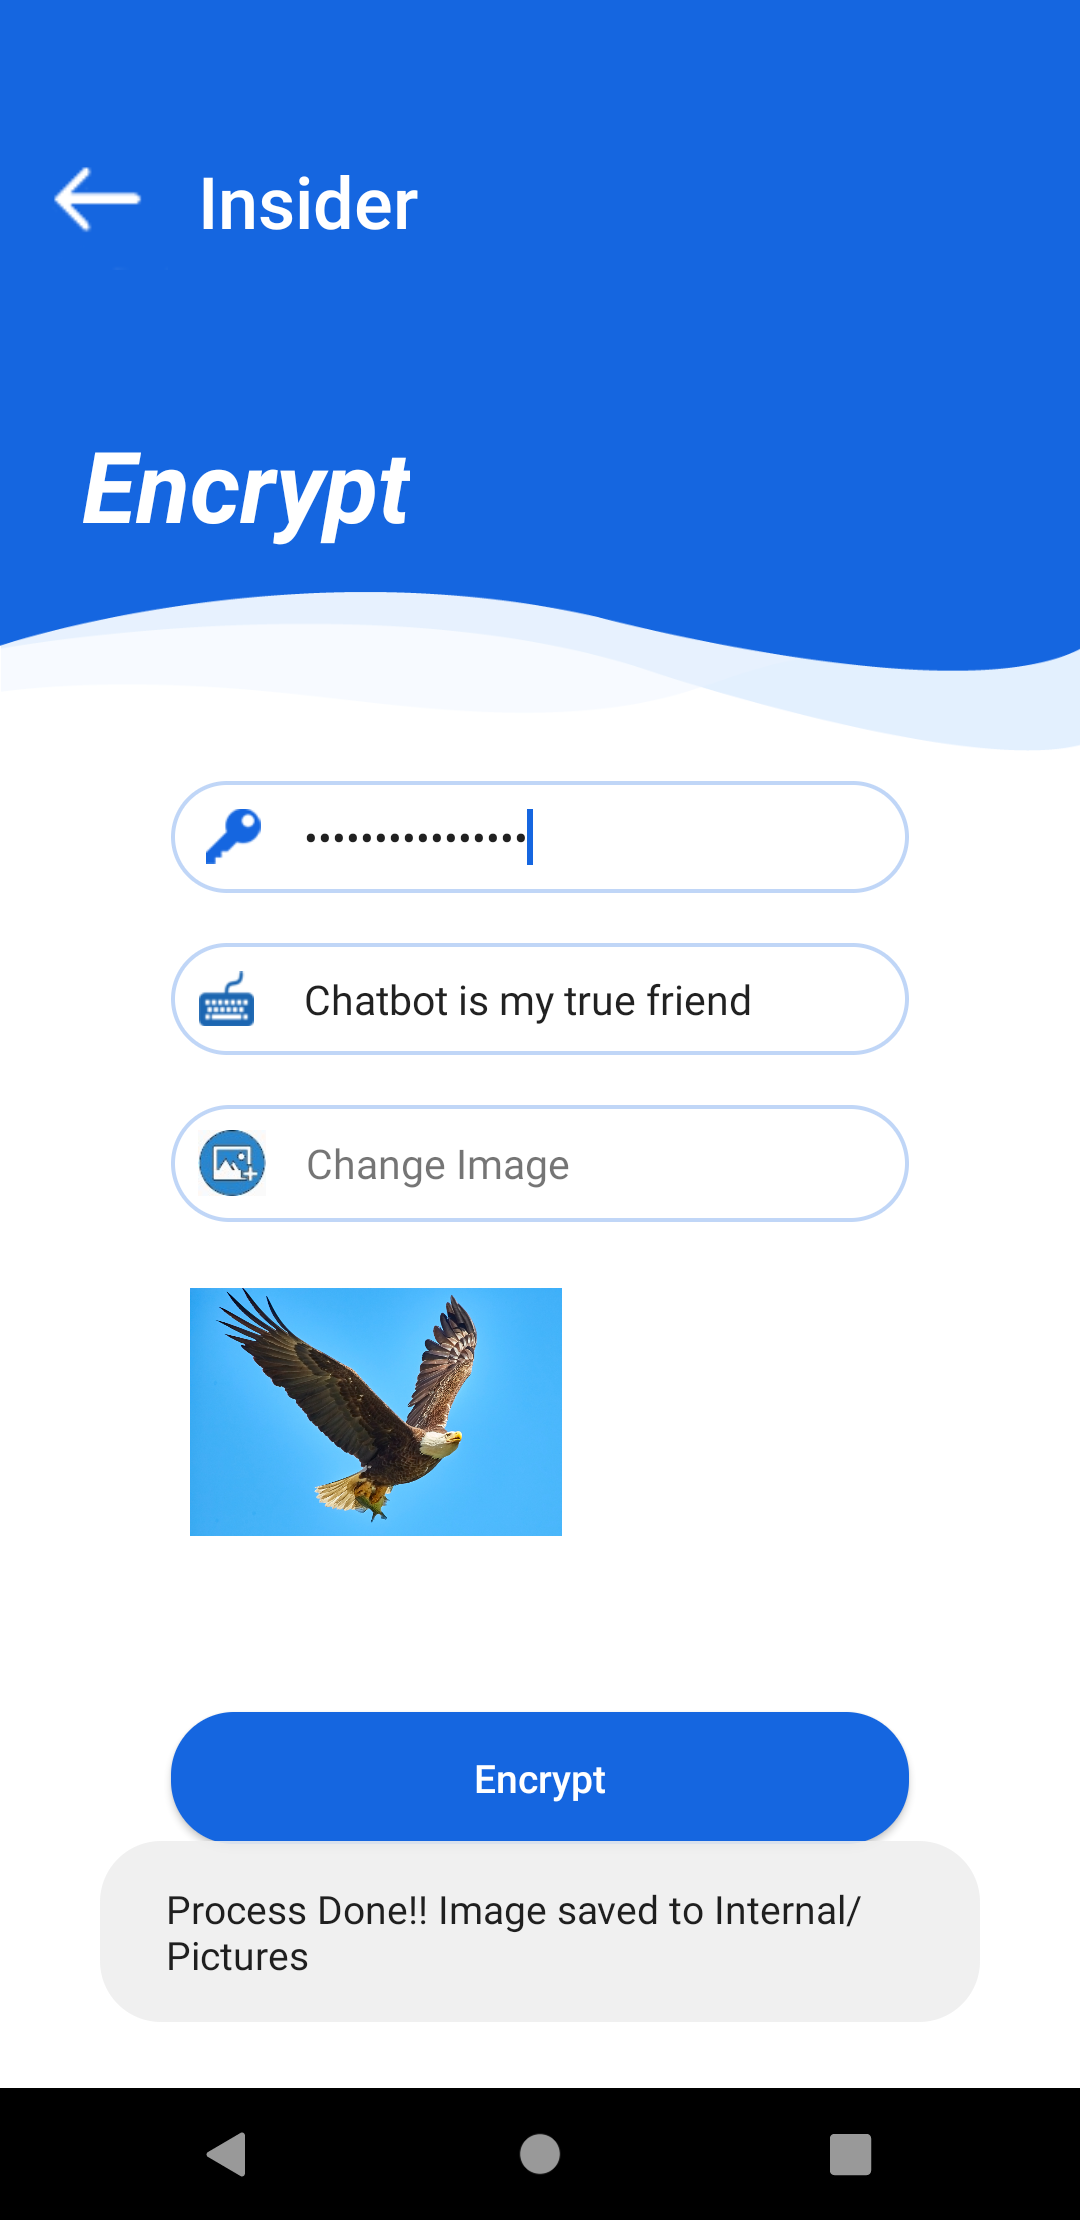 Insider
Encrypt
••••••••••••••••
Chatbot is my true friend
Change Image
Encrypt
Process Done!! Image saved to Internal/
Pictures